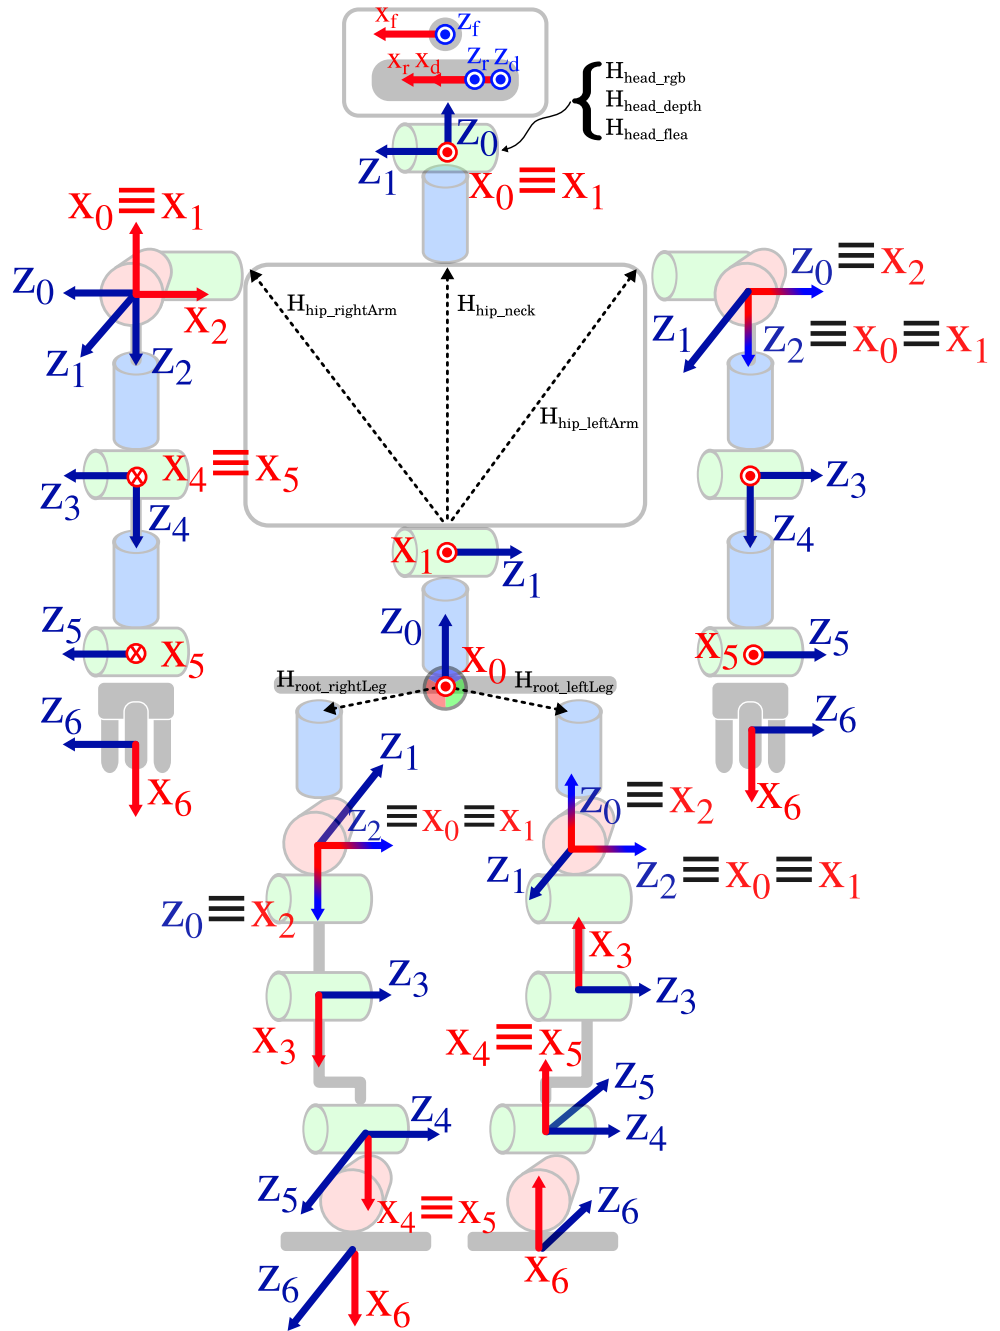 x_f
z_f
x_r x_d z_r z_d
H_head_rgb
H_head_depth
H_head_flea
z_0
z_1
x_0≡x_1
x_0≡x_1
z_0
x_2
z_1
z_2
H_hip_rightArm
H_hip_neck
H_hip_leftArm
z_0≡x_2
z_1
z_2≡x_0≡x_1
x_4≡x_5
z_3
z_4
z_3
z_4
x_1
z_1
z_5
x_5
z_0
x_0
x_5
z_5
H_root_rightLeg
H_root_leftLeg
z_6
x_6
z_6
x_6
z_1
z_2≡x_0≡x_1
z_0≡x_2
z_0≡x_2
z_1
z_2≡x_0≡x_1
z_3
x_3
x_3
z_3
x_4≡x_5
z_5
z_4
z_4
z_5
x_4≡x_5
z_6
x_6
z_6
x_6